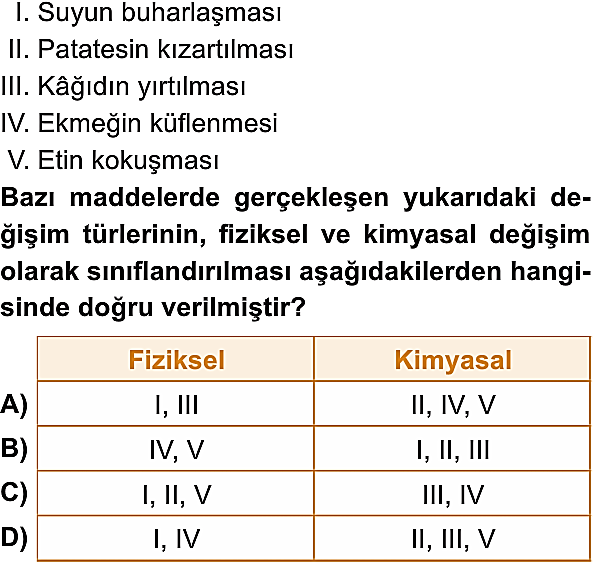 I. Suyun buharlaşması
II. Patatesin kızartılması
III. Kâğıdın yırtılması
IV. Ekmeğin küflenmesi
V. Etin kokuşması
Bazı maddelerde gerçekleşen yukarıdaki de-
ğişim türlerinin, fiziksel ve kimyasal değişim
olarak sınıflandırılması aşağıdakilerden hangi-
sinde doğru verilmiştir?
Fiziksel Kimyasal
A) I, III II, IV, V
B) IV, V I, II, III
C) I, II, V III, IV
D) I, IV II, III, V